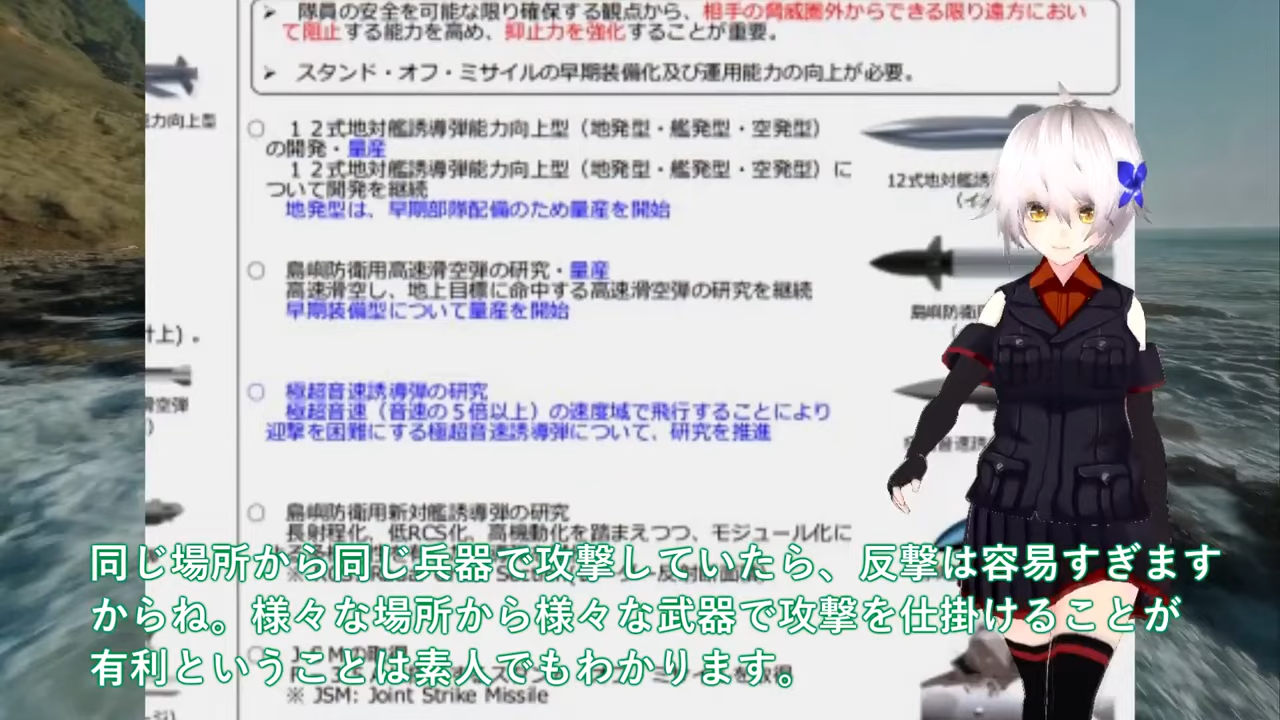 ➤ 隊員の安全を可能な限り確保する観点から、相手の脅威圏外からできる限り遠方におい
て阻止する能力を高め、抑止力を強化することが重要。
➤ スタンド・オフ・ミサイルの早期装備化及び運用能力の向上が必要。
力向上型
○ 12式地対艦誘導弾能力向上型(地発型・艦発型・空発型)
の開発・量産
12式地対艦誘導弾能力向上型(地発型・艦発型・空発型)に
ついて開発を継続
地発型は、早期部隊配備のため量産を開始
12式地対艦誘
(イ
○ 島嶼防衛用高速滑空弾の研究・量産
高速滑空し、地上目標に命中する高速滑空弾の研究を継続
早期装備型について量産を開始
島嶼防衛
計上)。
滑空弾
)
○ 極超音速誘導弾の研究
極超音速(音速の5倍以上)の速度域で飛行することにより
迎撃を困難にする極超音速誘導弾について、研究を推進
○ 島嶼防衛用新対艦誘導弾の研究
長射程化、低RCS化、高機動化を踏まえつつ、モジュール化に
同じ場所から同じ兵器で攻撃していたら、反撃は容易すぎます
からね。様々な場所から様々な武器で攻撃を仕掛けることが
有利ということは素人でもわかります。
○ JSMの取得
※ JSM: Joint Strike Missile